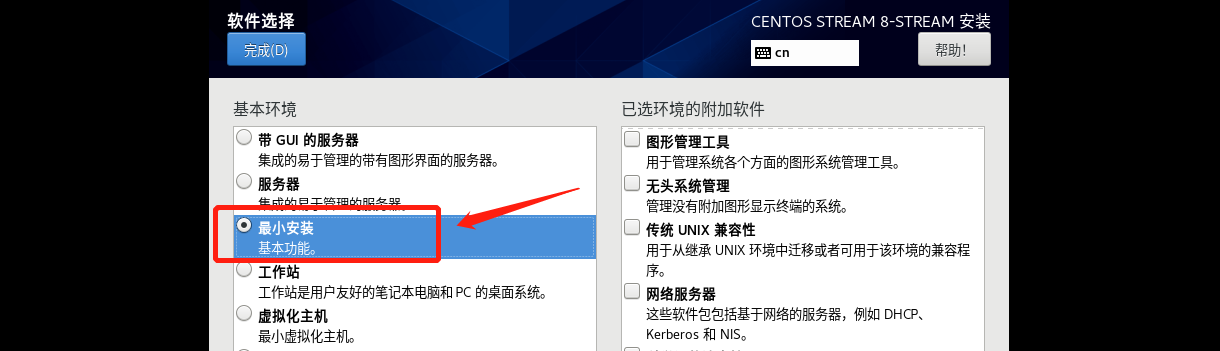 软件选择
CENTOS STREAM 8-STREAM 安装
完成(D)
cn
帮助!
基本环境
已选环境的附加软件
带 GUI 的服务器
集成的易于管理的带有图形界面的服务器。
服务器
集成的易于管理的服务器。
最小安装
基本功能。
工作站
工作站是用户友好的笔记本电脑和 PC 的桌面系统。
虚拟化主机
最小虚拟化主机。
图形管理工具
用于管理系统各个方面的图形系统管理工具。
无头系统管理
管理没有附加图形显示终端的系统。
传统 UNIX 兼容性
用于从继承 UNIX 环境中迁移或者可用于该环境的兼容程
序。
网络服务器
这些软件包包括基于网络的服务器，例如 DHCP、
Kerberos 和 NIS。